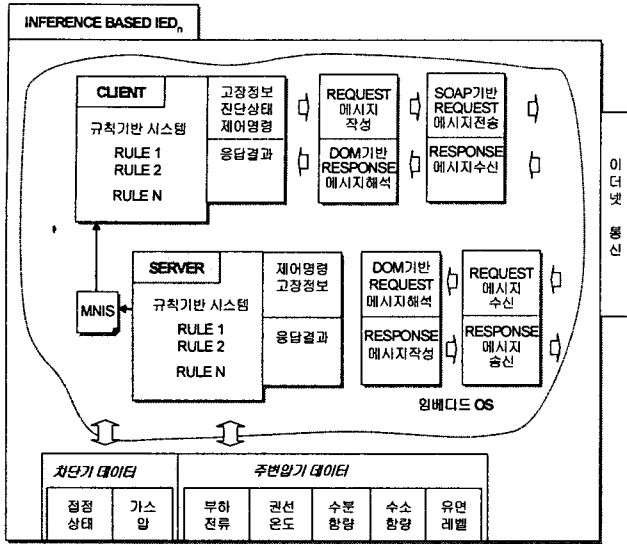 INFERENCE BASED IEDn
CLIENT
규칙기반 시스템
RULE 1
RULE 2
RULE N
고장정보
진단상태
제어명령
응답결과
REQUEST
메시지
작성
DOM기반
RESPONSE
메시지해석
SOAP기반
REQUEST
메시지전송
RESPONSE
메시지수신
이더넷 통신
MNIS
SERVER
규칙기반 시스템
RULE 1
RULE 2
RULE N
제어명령
고장정보
응답결과
DOM기반
REQUEST
메시지해석
RESPONSE
메시지작성
REQUEST
메시지
수신
RESPONSE
메시지
송신
임베디드 OS
차단기 데이터
접점
상태
가스
압
주변압기 데이터
부하
전류
권선
온도
수분
함량
수소
함량
유면
레벨